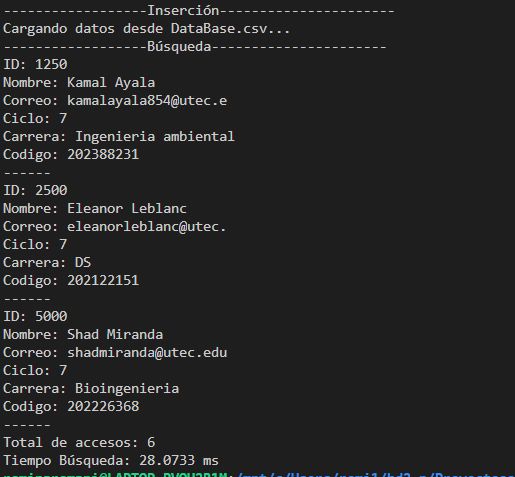 ------------------Inserción----------------------
Cargando datos desde DataBase.csv...
------------------Búsqueda----------------------
ID: 1250
Nombre: Kamal Ayala
Correo: kamalayala854@utec.e
Ciclo: 7
Carrera: Ingenieria ambiental
Codigo: 202388231
------
ID: 2500
Nombre: Eleanor Leblanc
Correo: eleanorleblanc@utec.
Ciclo: 7
Carrera: DS
Codigo: 202122151
------
ID: 5000
Nombre: Shad Miranda
Correo: shadmiranda@utec.edu
Ciclo: 7
Carrera: Bioingenieria
Codigo: 202226368
------
Total de accesos: 6
Tiempo Búsqueda: 28.0733 ms